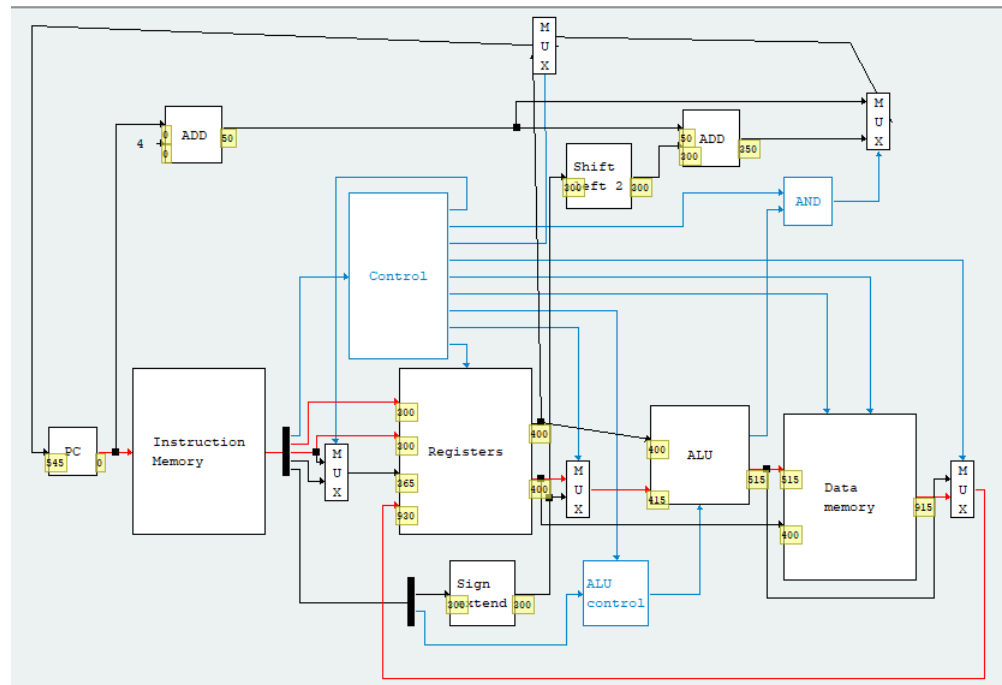 M
U
X
M
U
X
4
0
0
ADD
50
50
300
ADD
350
300
Shift
left 2
300
AND
Control
545
PC
0
Instruction
Memory
M
U
X
300
300
365
930
Registers
400
400
M
U
X
400
415
ALU
515
515
400
Data
memory
915
M
U
X
300
Sign
extend
300
ALU
control